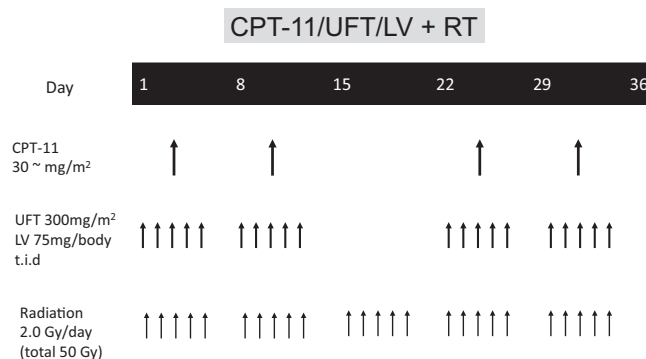 CPT-11/UFT/LV + RT
Day 1 8 15 22 29 36
CPT-11
30 ~ mg/m²
UFT 300mg/m²
LV 75mg/body
t.i.d
Radiation
2.0 Gy/day
(total 50 Gy)